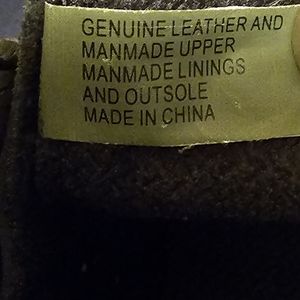 GENUINE LEATHER AND
MANMADE UPPER
MANMADE LININGS
AND OUTSOLE
MADE IN CHINA